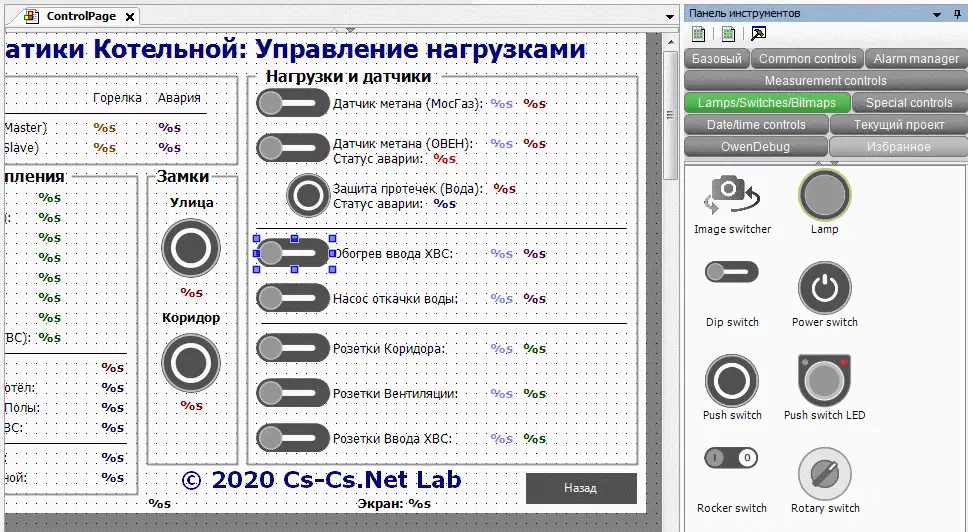 ControlPage
Панель инструментов
атики Котельной: Управление нагрузками
Горелка Авария
Master) %s %s
Slave) %s %s
пления
%s
%s
%s
%s
%s
%s
%s
ВС): %s
%s
отёл: %s
Полы: %s
ВС: %s
%s
ной: %s
Замки
Улица
%s
Коридор
%s
Нагрузки и датчики
Датчик метана (МосГаз): %s %s
Датчик метана (ОВЕН): %s %s
Статус аварии: %s
Защита протечек (Вода): %s
Статус аварии: %s
Обогрев ввода ХВС: %s %s
Насос откачки воды: %s %s
Розетки Коридора: %s %s
Розетки Вентиляции: %s %s
Розетки Ввода ХВС: %s %s
© 2020 Cs-Cs.Net Lab
%s
Экран: %s
Назад
Базовый Common controls Alarm manager
Measurement controls
Lamps/Switches/Bitmaps Special controls
Date/time controls Текущий проект
OwenDebug Избранное
Image switcher Lamp
Dip switch Power switch
Push switch Push switch LED
Rocker switch Rotary switch